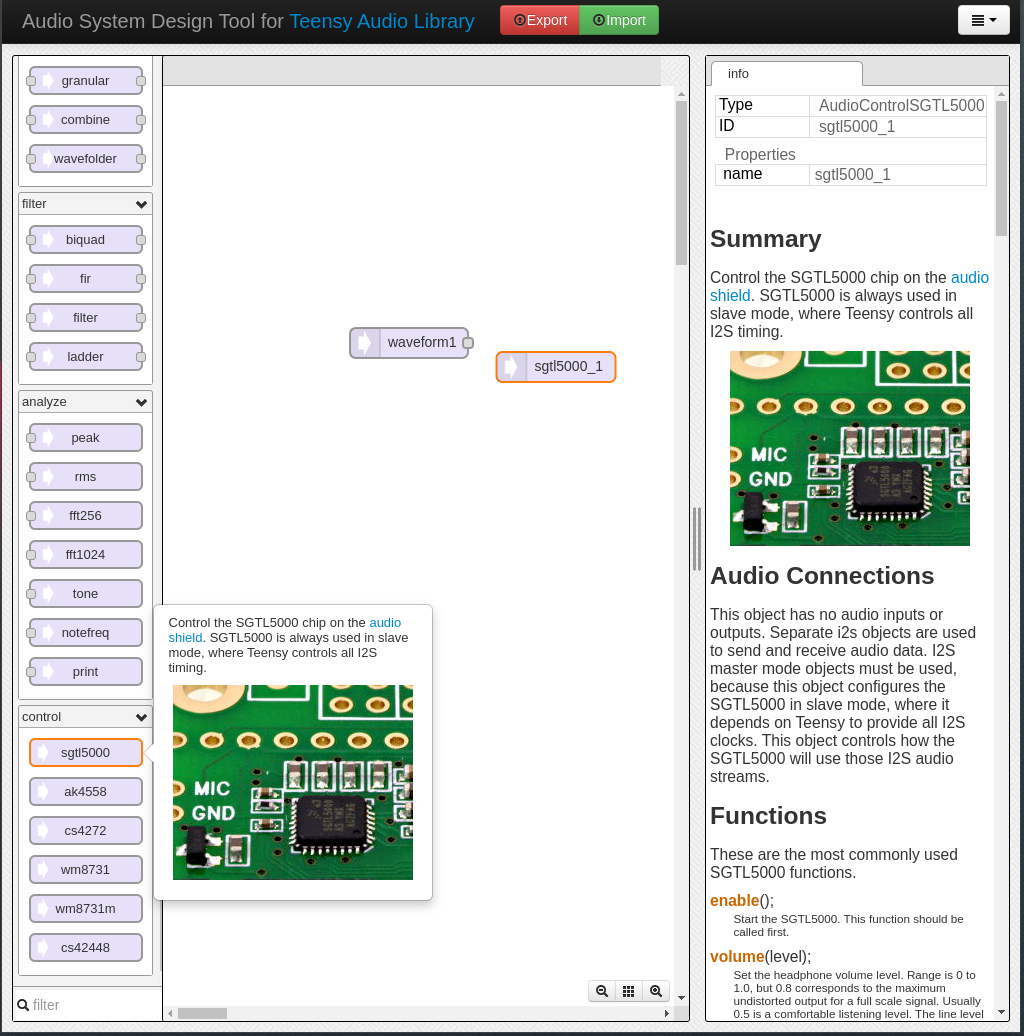 Audio System Design Tool for Teensy Audio Library
Export
Import
granular
combine
wavefolder
filter
biquad
fir
filter
ladder
analyze
peak
rms
fft256
fft1024
tone
notefreq
print
control
sgtl5000
ak4558
cs4272
wm8731
wm8731m
cs42448
filter
waveform1
sgtl5000_1
Control the SGTL5000 chip on the audio
shield. SGTL5000 is always used in slave
mode, where Teensy controls all I2S
timing.
MIC
GND
info
Type AudioControlSGTL5000
ID sgtl5000_1
Properties
name sgtl5000_1
Summary
Control the SGTL5000 chip on the audio
shield. SGTL5000 is always used in
slave mode, where Teensy controls all
I2S timing.
MIC
GND
Audio Connections
This object has no audio inputs or
outputs. Separate i2s objects are used
to send and receive audio data. I2S
master mode objects must be used,
because this object configures the
SGTL5000 in slave mode, where it
depends on Teensy to provide all I2S
clocks. This object controls how the
SGTL5000 will use those I2S audio
streams.
Functions
These are the most commonly used
SGTL5000 functions.
enable();
Start the SGTL5000. This function should be
called first.
volume(level);
Set the headphone volume level. Range is 0 to
1.0, but 0.8 corresponds to the maximum
undistorted output for a full scale signal. Usually
0.5 is a comfortable listening level. The line level